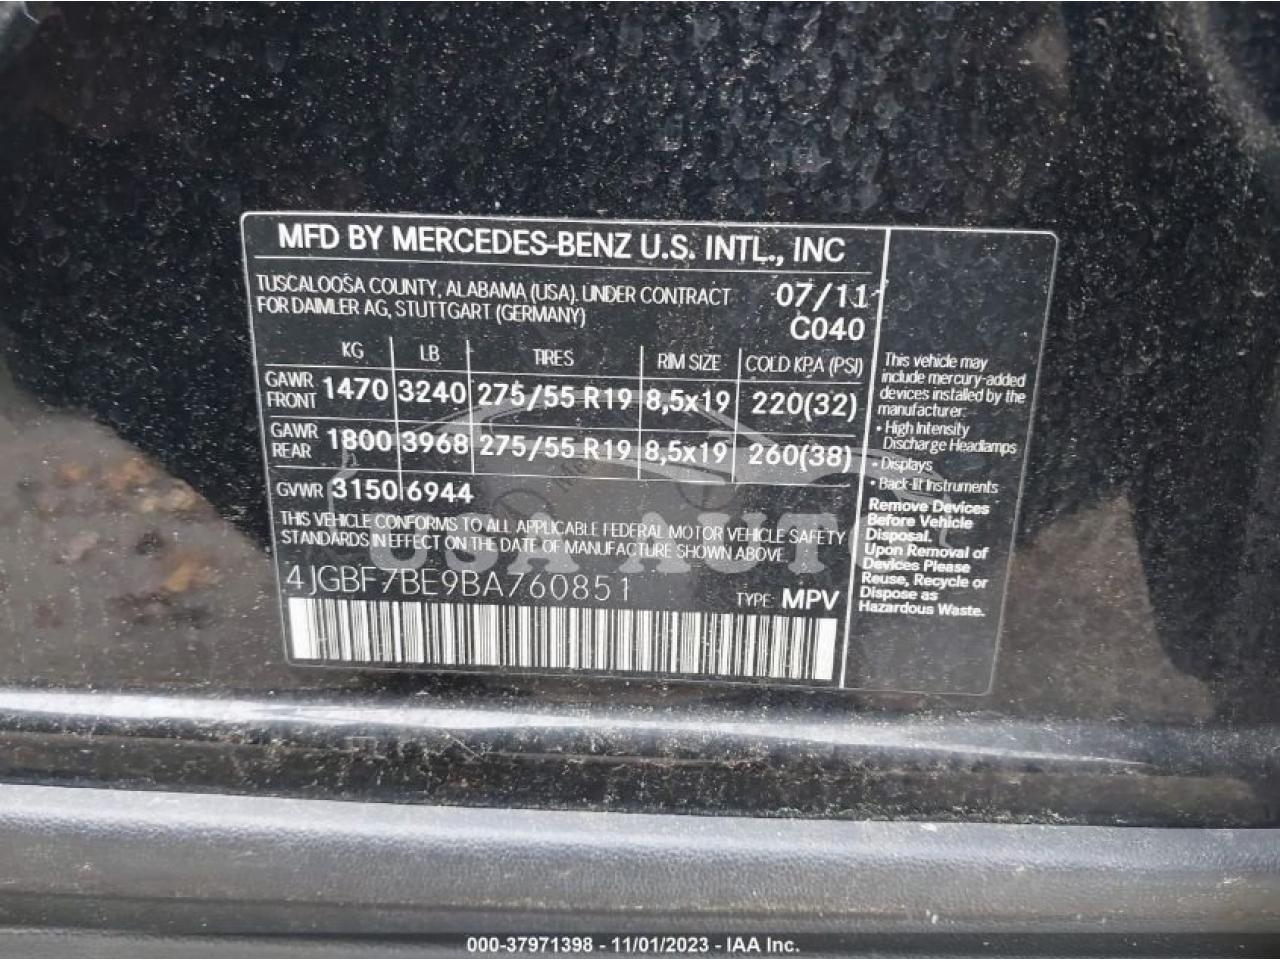 MFD BY MERCEDES-BENZ U.S. INTL., INC
TUSCALOOSA COUNTY, ALABAMA (USA). UNDER CONTRACT
FOR DAIMLER AG, STUTTGART (GERMANY)
07/11
C040
KG LB TIRES RIM SIZE COLD KPA (PSI)
GAWR FRONT 1470 3240 275/55 R19 8,5x19 220(32)
GAWR REAR 1800 3968 275/55 R19 8,5x19 260(38)
GVWR 3150 6944
THIS VEHICLE CONFORMS TO ALL APPLICABLE FEDERAL MOTOR VEHICLE SAFETY
STANDARDS IN EFFECT ON THE DATE OF MANUFACTURE SHOWN ABOVE
4JGBF7BE9BA760851
TYPE: MPV
This vehicle may
include mercury-added
devices installed by the
manufacturer:
• High Intensity
Discharge Headlamps
• Displays
• Back-lit Instruments
Remove Devices
Before Vehicle
Disposal.
Upon Removal of
Devices Please
Reuse, Recycle or
Dispose as
Hazardous Waste.
USA AUTO
000-37971398 - 11/01/2023 - IAA Inc.